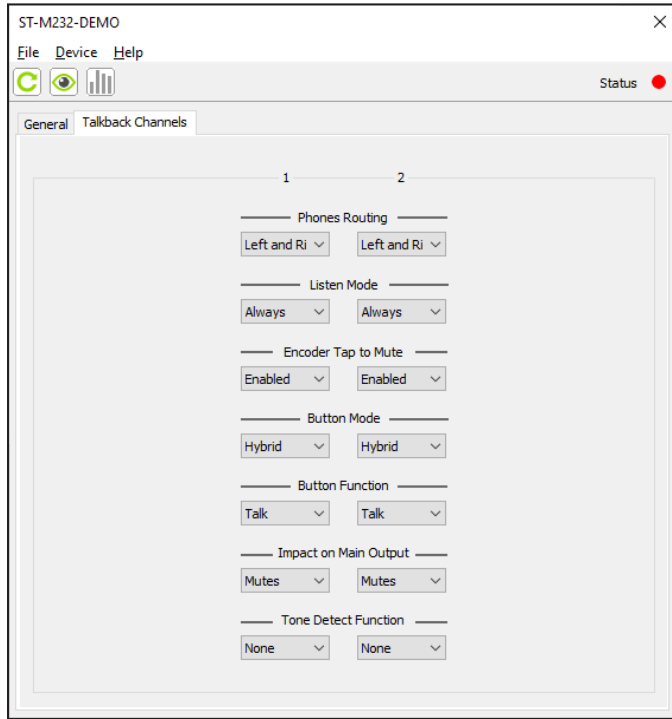 ST-M232-DEMO
File Device Help
Status
General Talkback Channels
1 2
Phones Routing
Left and Ri Left and Ri
Listen Mode
Always Always
Encoder Tap to Mute
Enabled Enabled
Button Mode
Hybrid Hybrid
Button Function
Talk Talk
Impact on Main Output
Mutes Mutes
Tone Detect Function
None None